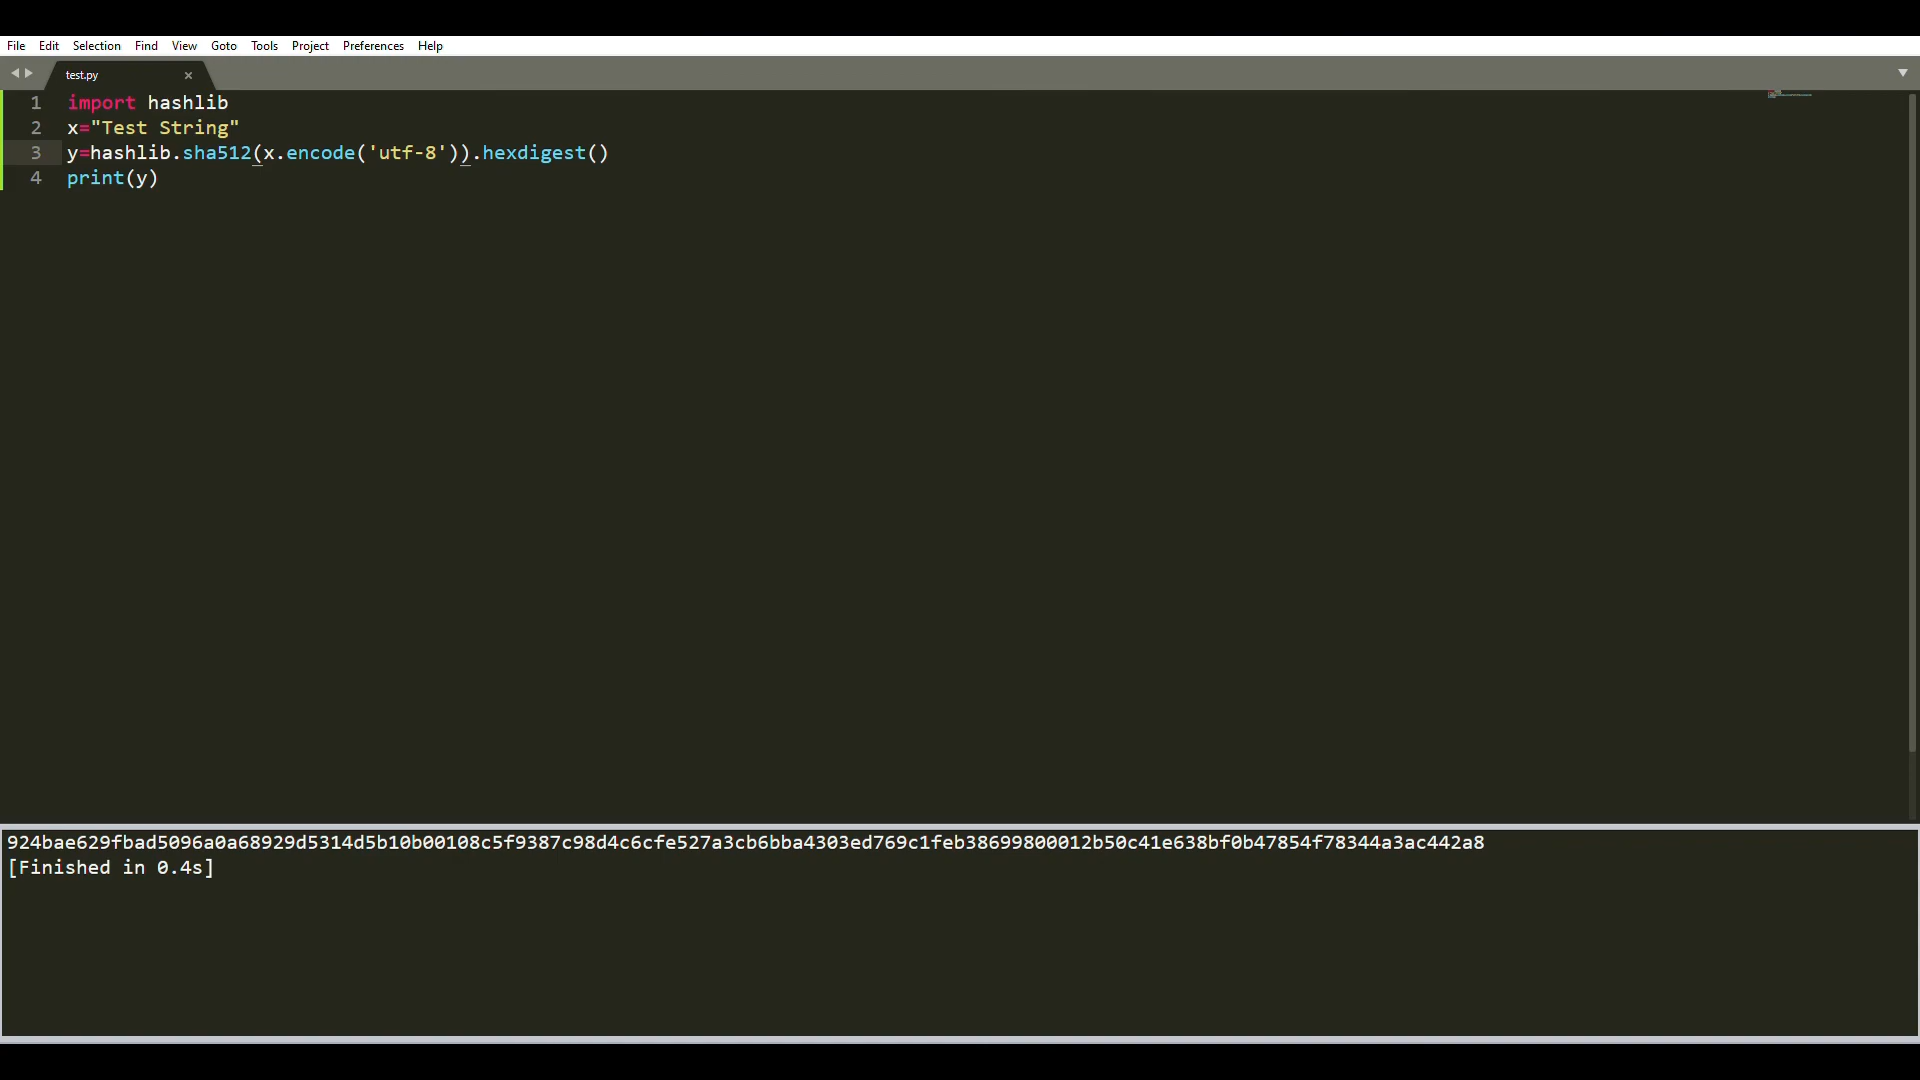 File Edit Selection Find View Goto Tools Project Preferences Help
test.py
1 import hashlib
2 x="Test String"
3 y=hashlib.sha512(x.encode('utf-8')).hexdigest()
4 print(y)
924bae629fbad5096a0a68929d5314d5b10b00108c5f9387c98d4c6cfe527a3cb6bba4303ed769c1feb38699800012b50c41e638bf0b47854f78344a3ac442a8
[Finished in 0.4s]